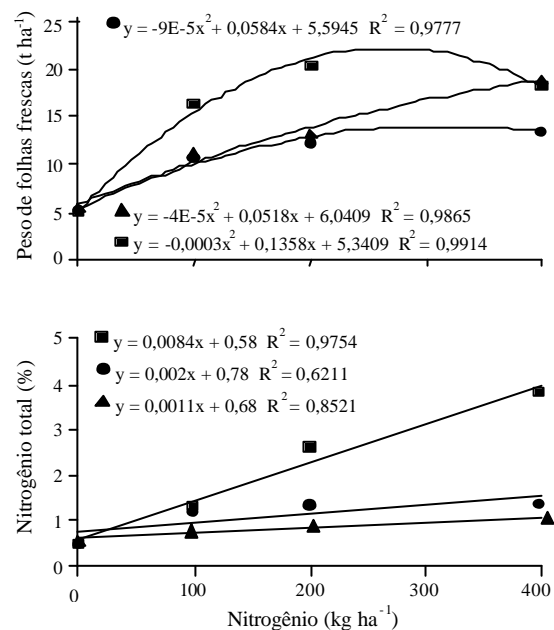 25
20
15
10
5
0
Peso de folhas frescas (t ha⁻¹)
y = -9E-5x² + 0,0584x + 5,5945 R² = 0,9777
y = -4E-5x² + 0,0518x + 6,0409 R² = 0,9865
y = -0,0003x² + 0,1358x + 5,3409 R² = 0,9914
5
4
3
2
1
0
Nitrogênio total (%)
y = 0,0084x + 0,58 R² = 0,9754
y = 0,002x + 0,78 R² = 0,6211
y = 0,0011x + 0,68 R² = 0,8521
0 100 200 300 400
Nitrogênio (kg ha⁻¹)